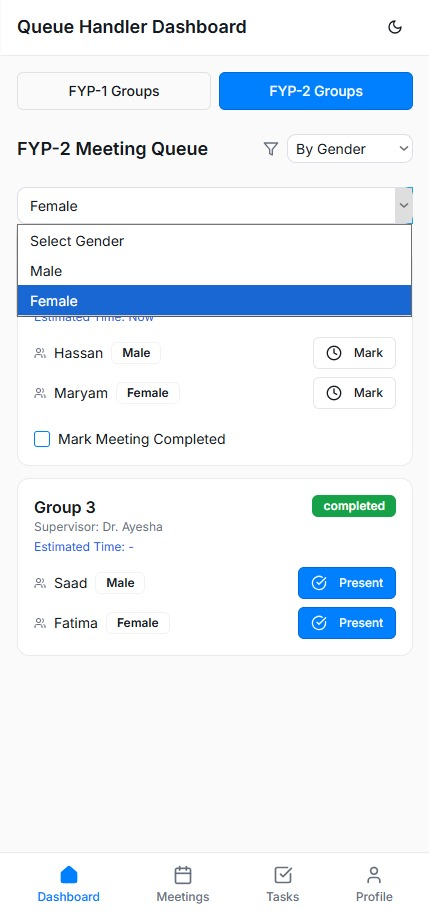 Queue Handler Dashboard
FYP-1 Groups
FYP-2 Groups
FYP-2 Meeting Queue
By Gender
Female
Select Gender
Male
Female
Estimated Time: Now
Hassan Male Mark
Maryam Female Mark
Mark Meeting Completed
Group 3 completed
Supervisor: Dr. Ayesha
Estimated Time: -
Saad Male Present
Fatima Female Present
Dashboard Meetings Tasks Profile